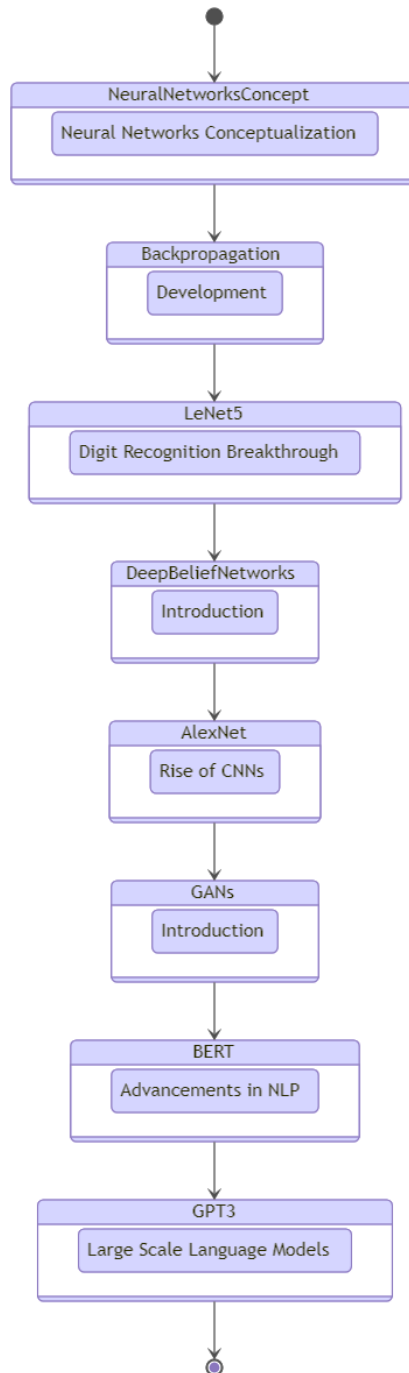 NeuralNetworksConcept
Neural Networks Conceptualization
Backpropagation
Development
LeNet5
Digit Recognition Breakthrough
DeepBeliefNetworks
Introduction
AlexNet
Rise of CNNs
GANs
Introduction
BERT
Advancements in NLP
GPT3
Large Scale Language Models